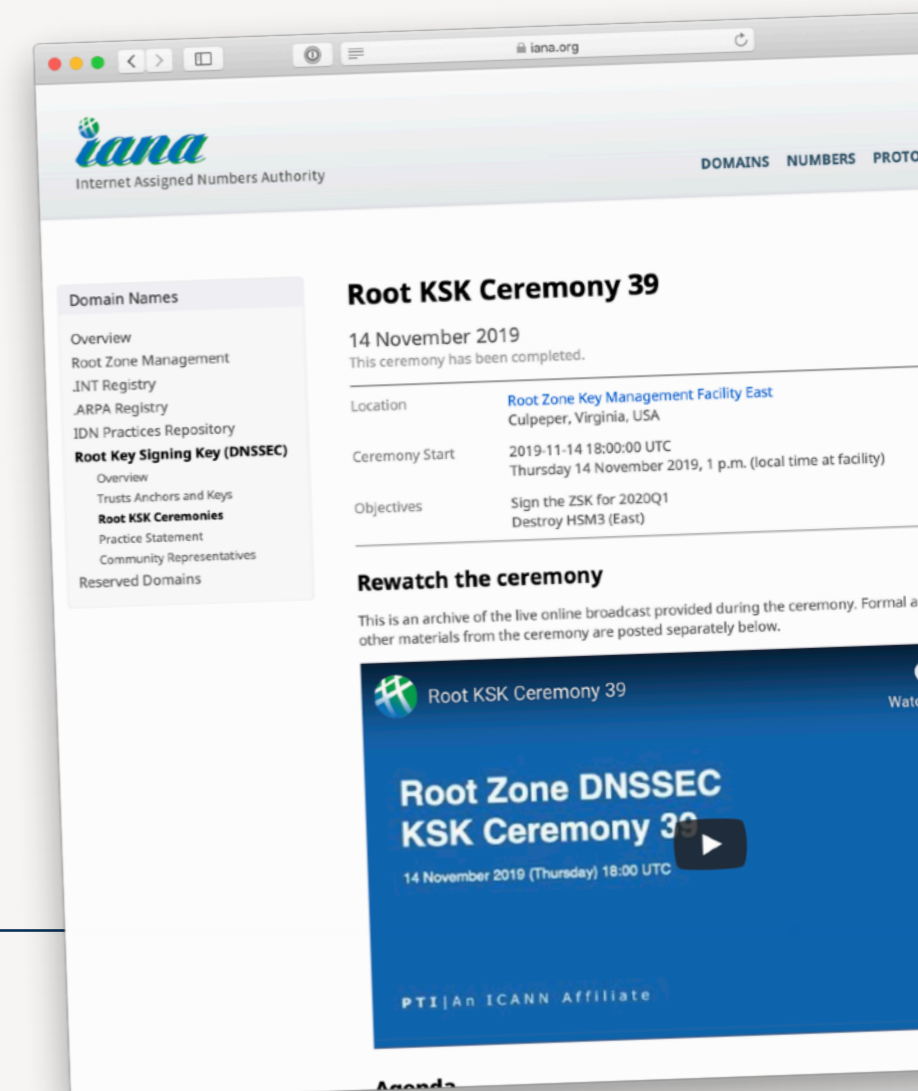 iana.org
iana
Internet Assigned Numbers Authority
DOMAINS NUMBERS PROTO
Domain Names
Overview
Root Zone Management
.INT Registry
.ARPA Registry
IDN Practices Repository
Root Key Signing Key (DNSSEC)
Overview
Trusts Anchors and Keys
Root KSK Ceremonies
Practice Statement
Community Representatives
Reserved Domains
Root KSK Ceremony 39
14 November 2019
This ceremony has been completed.
Location Root Zone Key Management Facility East
Culpeper, Virginia, USA
Ceremony Start 2019-11-14 18:00:00 UTC
Thursday 14 November 2019, 1 p.m. (local time at facility)
Objectives Sign the ZSK for 2020Q1
Destroy HSM3 (East)
Rewatch the ceremony
This is an archive of the live online broadcast provided during the ceremony. Formal a
other materials from the ceremony are posted separately below.
Root KSK Ceremony 39
Watc
Root Zone DNSSEC
KSK Ceremony 39
14 November 2019 (Thursday) 18:00 UTC
PTI|An ICANN Affiliate
Agenda